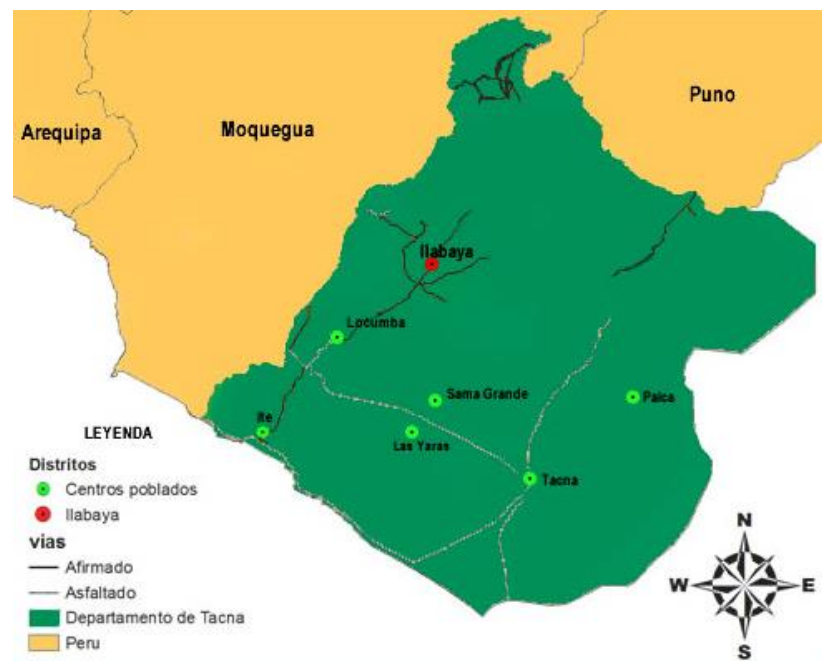 Puno
Arequipa
Moquegua
Ilabaya
Locumba
Sama Grande
Palca
Ite
Las Yaras
Tacna
LEYENDA
Distritos
Centros poblados
Ilabaya
vias
Afirmado
Asfaltado
Departamento de Tacna
Peru
N
W
E
S